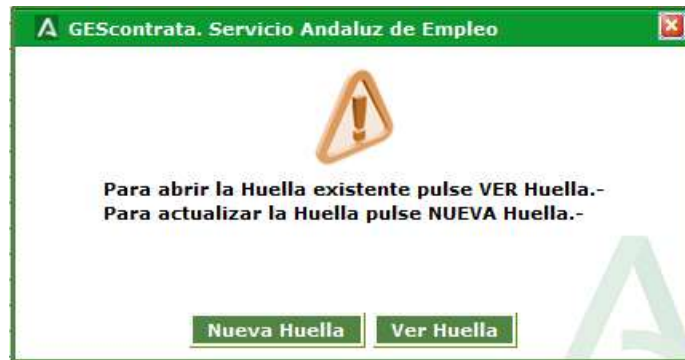 GEScontrata. Servicio Andaluz de Empleo
Para abrir la Huella existente pulse VER Huella.-
Para actualizar la Huella pulse NUEVA Huella.-
Nueva Huella Ver Huella